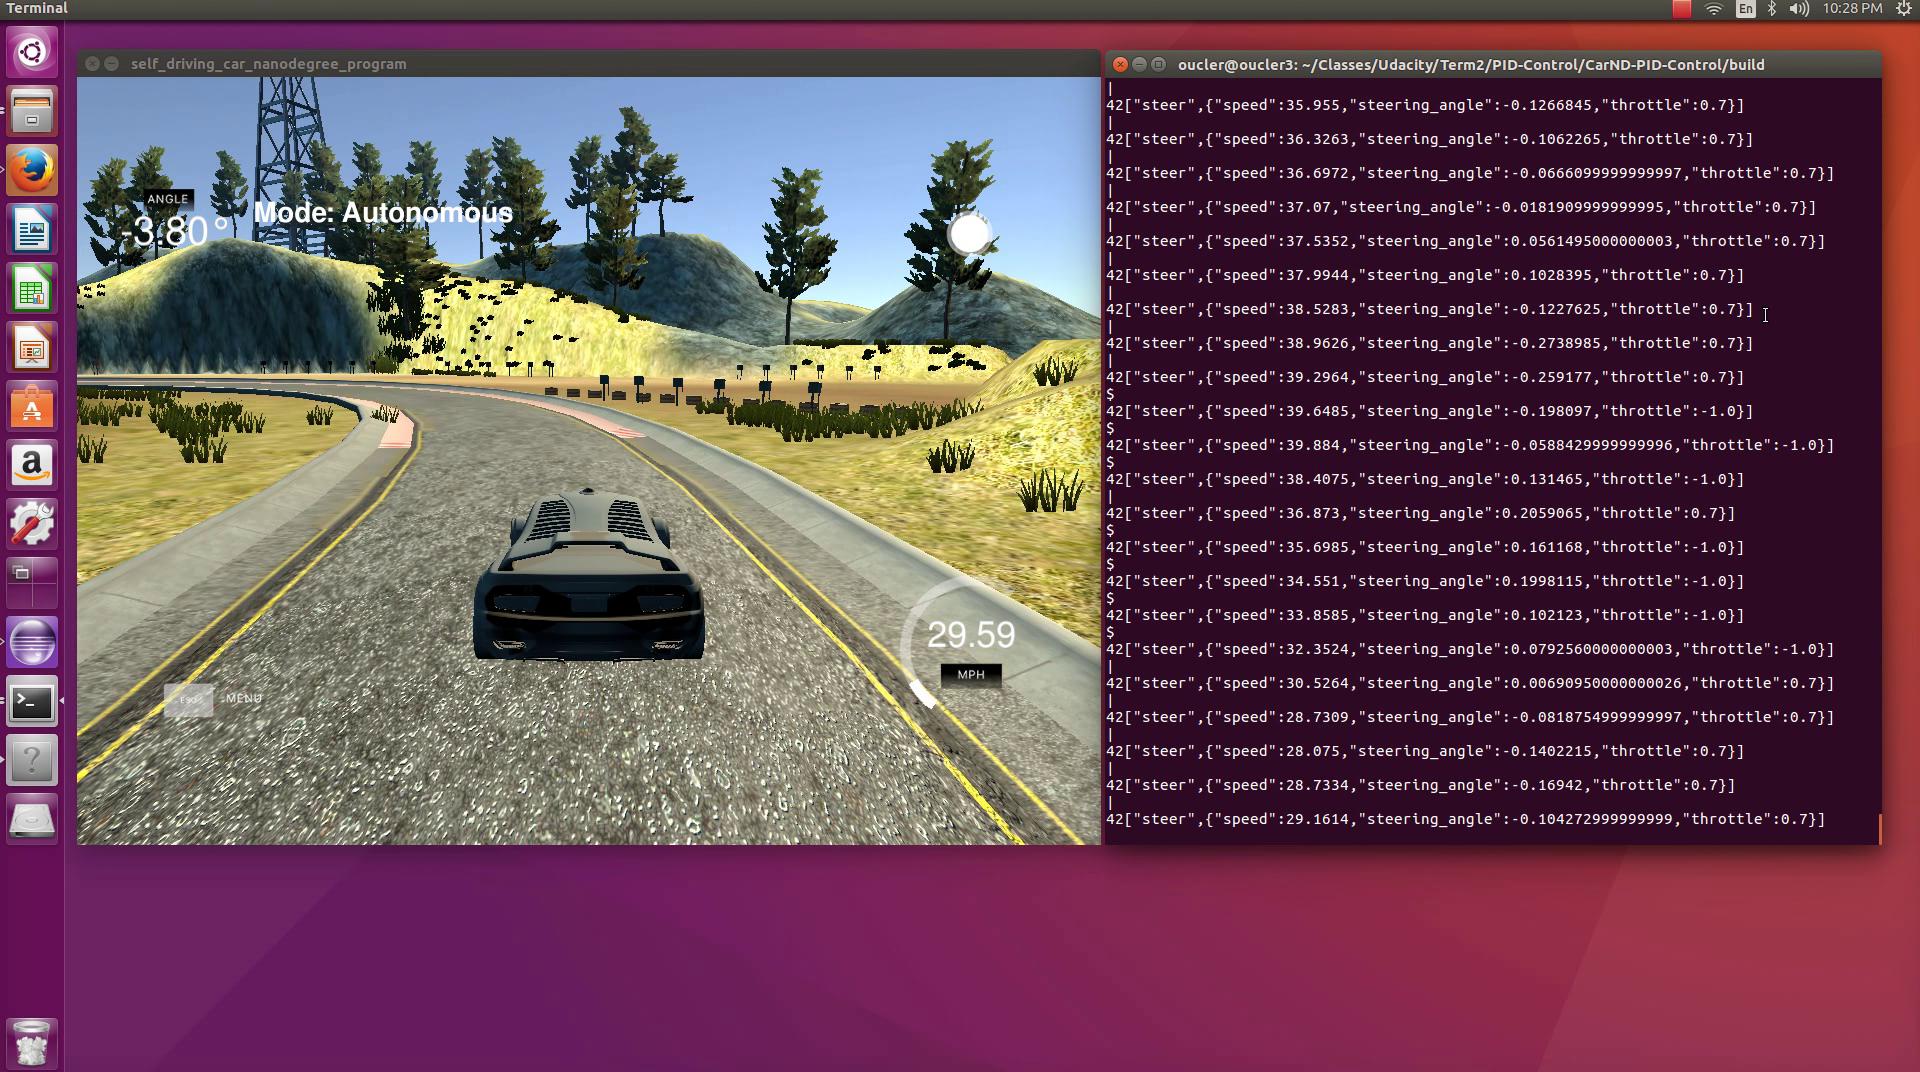 Terminal
En
10:28 PM
self_driving_car_nanodegree_program
ANGLE
-3.80°
Mode: Autonomous
29.59
MPH
ESC
MENU
oucler@oucler3: ~/Classes/Udacity/Term2/PID-Control/CarND-PID-Control/build
|
42["steer",{"speed":35.955,"steering_angle":-0.1266845,"throttle":0.7}]
|
42["steer",{"speed":36.3263,"steering_angle":-0.1062265,"throttle":0.7}]
|
42["steer",{"speed":36.6972,"steering_angle":-0.0666099999999997,"throttle":0.7}]
|
42["steer",{"speed":37.07,"steering_angle":-0.0181909999999995,"throttle":0.7}]
|
42["steer",{"speed":37.5352,"steering_angle":0.0561495000000003,"throttle":0.7}]
|
42["steer",{"speed":37.9944,"steering_angle":0.1028395,"throttle":0.7}]
|
42["steer",{"speed":38.5283,"steering_angle":-0.1227625,"throttle":0.7}]
|
42["steer",{"speed":38.9626,"steering_angle":-0.2738985,"throttle":0.7}]
|
42["steer",{"speed":39.2964,"steering_angle":-0.259177,"throttle":0.7}]
$
42["steer",{"speed":39.6485,"steering_angle":-0.198097,"throttle":-1.0}]
$
42["steer",{"speed":39.884,"steering_angle":-0.0588429999999996,"throttle":-1.0}]
$
42["steer",{"speed":38.4075,"steering_angle":0.131465,"throttle":-1.0}]
|
42["steer",{"speed":36.873,"steering_angle":0.2059065,"throttle":0.7}]
$
42["steer",{"speed":35.6985,"steering_angle":0.161168,"throttle":-1.0}]
$
42["steer",{"speed":34.551,"steering_angle":0.1998115,"throttle":-1.0}]
$
42["steer",{"speed":33.8585,"steering_angle":0.102123,"throttle":-1.0}]
$
42["steer",{"speed":32.3524,"steering_angle":0.0792560000000003,"throttle":-1.0}]
|
42["steer",{"speed":30.5264,"steering_angle":0.00690950000000026,"throttle":0.7}]
|
42["steer",{"speed":28.7309,"steering_angle":-0.0818754999999997,"throttle":0.7}]
|
42["steer",{"speed":28.075,"steering_angle":-0.1402215,"throttle":0.7}]
|
42["steer",{"speed":28.7334,"steering_angle":-0.16942,"throttle":0.7}]
|
42["steer",{"speed":29.1614,"steering_angle":-0.104272999999999,"throttle":0.7}]